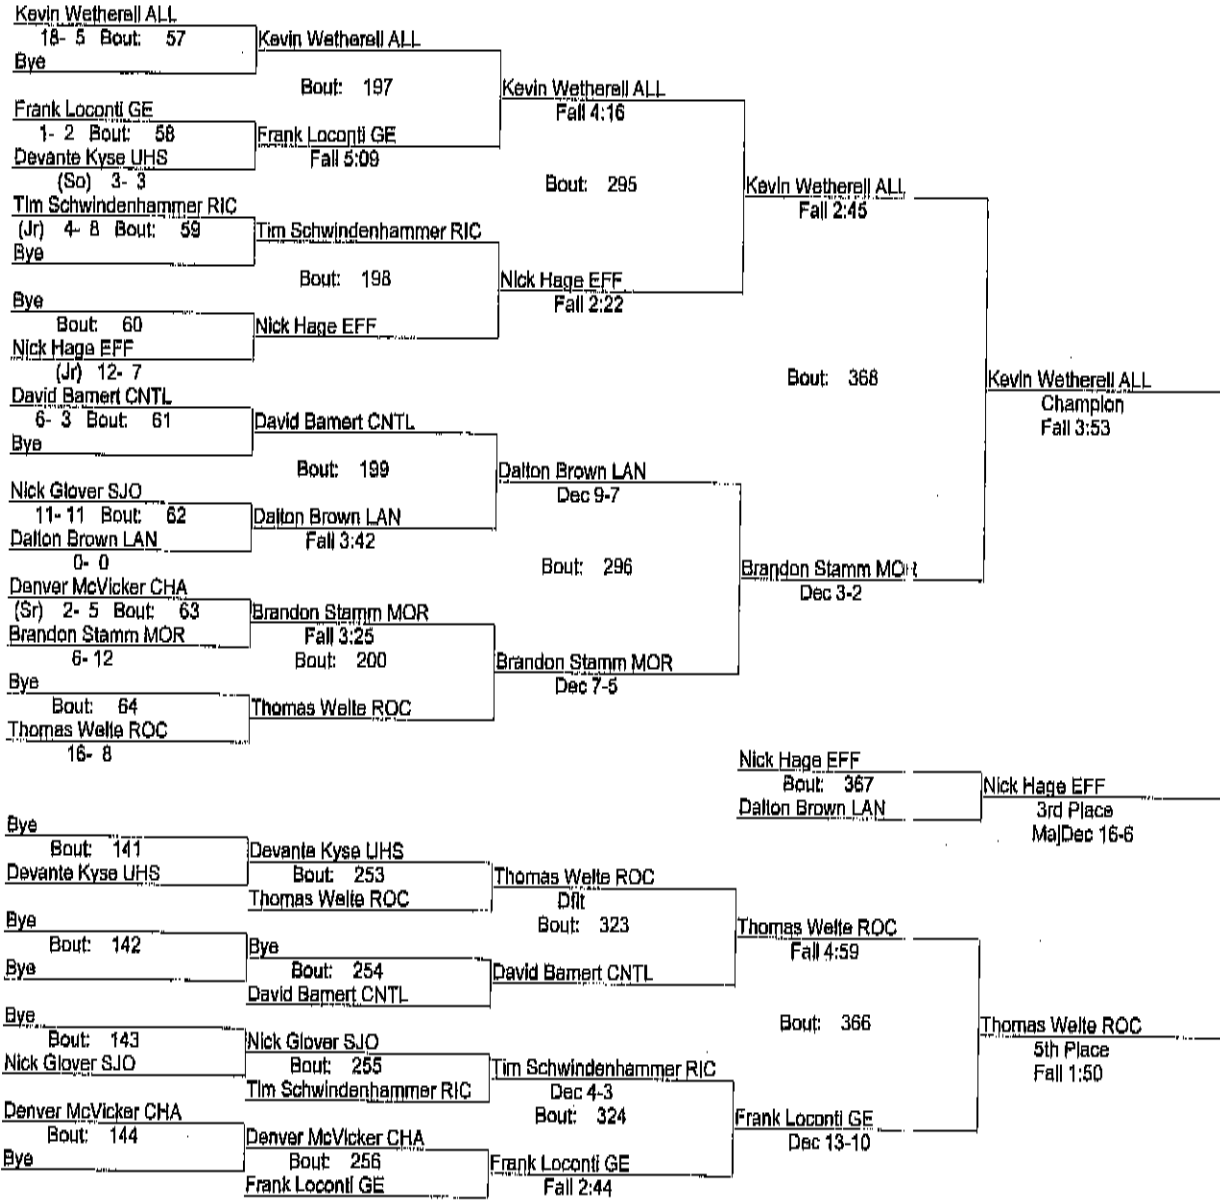 Kevin Wetherell ALL
18- 5 Bout: 57
Bye
Kevin Wetherell ALL
Bout: 197
Frank Loconti GE
1- 2 Bout: 58
Devante Kyse UHS
(So) 3- 3
Frank Loconti GE
Fall 5:09
Kevin Wetherell ALL
Fall 4:16
Bout: 295
Tim Schwindenhammer RIC
(Jr) 4- 8 Bout: 59
Bye
Tim Schwindenhammer RIC
Bout: 198
Bye
Bout: 60
Nick Hage EFF
(Jr) 12- 7
Nick Hage EFF
Nick Hage EFF
Fall 2:22
Kevin Wetherell ALL
Fall 2:45
Bout: 368
David Bamert CNTL
6- 3 Bout: 61
Bye
David Bamert CNTL
Bout: 199
Nick Glover SJO
11- 11 Bout: 62
Dalton Brown LAN
0- 0
Dalton Brown LAN
Fall 3:42
Dalton Brown LAN
Dec 9-7
Bout: 296
Denver McVicker CHA
(Sr) 2- 5 Bout: 63
Brandon Stamm MOR
6- 12
Brandon Stamm MOR
Fall 3:25
Bout: 200
Bye
Bout: 64
Thomas Welte ROC
16- 8
Thomas Welte ROC
Brandon Stamm MOR
Dec 7-5
Brandon Stamm MOR
Dec 3-2
Kevin Wetherell ALL
Champion
Fall 3:53
Nick Hage EFF
Bout: 367
Dalton Brown LAN
Nick Hage EFF
3rd Place
MajDec 16-6
Bye
Bout: 141
Devante Kyse UHS
Devante Kyse UHS
Bout: 253
Thomas Welte ROC
Thomas Welte ROC
Dflt
Bout: 323
Bye
Bout: 142
Bye
Bye
Bout: 254
David Bamert CNTL
David Bamert CNTL
Thomas Welte ROC
Fall 4:59
Bout: 366
Bye
Bout: 143
Nick Glover SJO
Nick Glover SJO
Bout: 255
Tim Schwindenhammer RIC
Tim Schwindenhammer RIC
Dec 4-3
Bout: 324
Denver McVicker CHA
Bout: 144
Bye
Denver McVicker CHA
Bout: 256
Frank Loconti GE
Frank Loconti GE
Fall 2:44
Frank Loconti GE
Dec 13-10
Thomas Welte ROC
5th Place
Fall 1:50